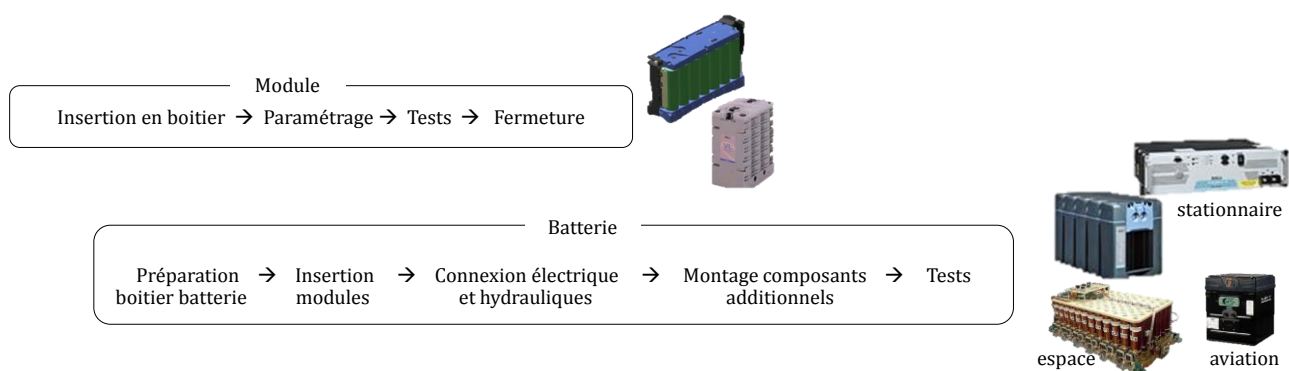 Module
Insertion en boitier → Paramétrage → Tests → Fermeture
Batterie
Préparation → Insertion → Connexion électrique → Montage composants → Tests
boitier batterie modules et hydrauliques additionnels
stationnaire
espace aviation